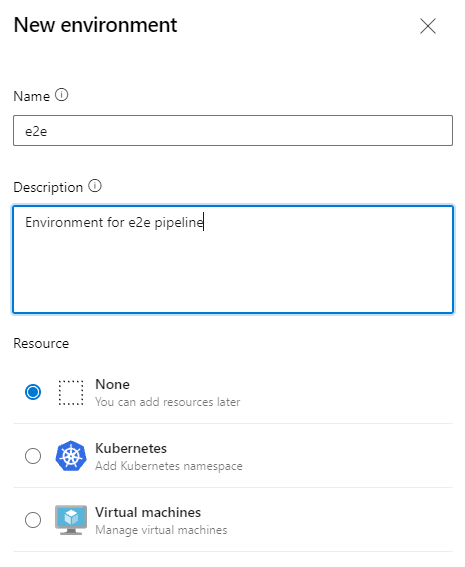 New environment
Name
e2e
Description
Environment for e2e pipeline
Resource
None
You can add resources later
Kubernetes
Add Kubernetes namespace
Virtual machines
Manage virtual machines